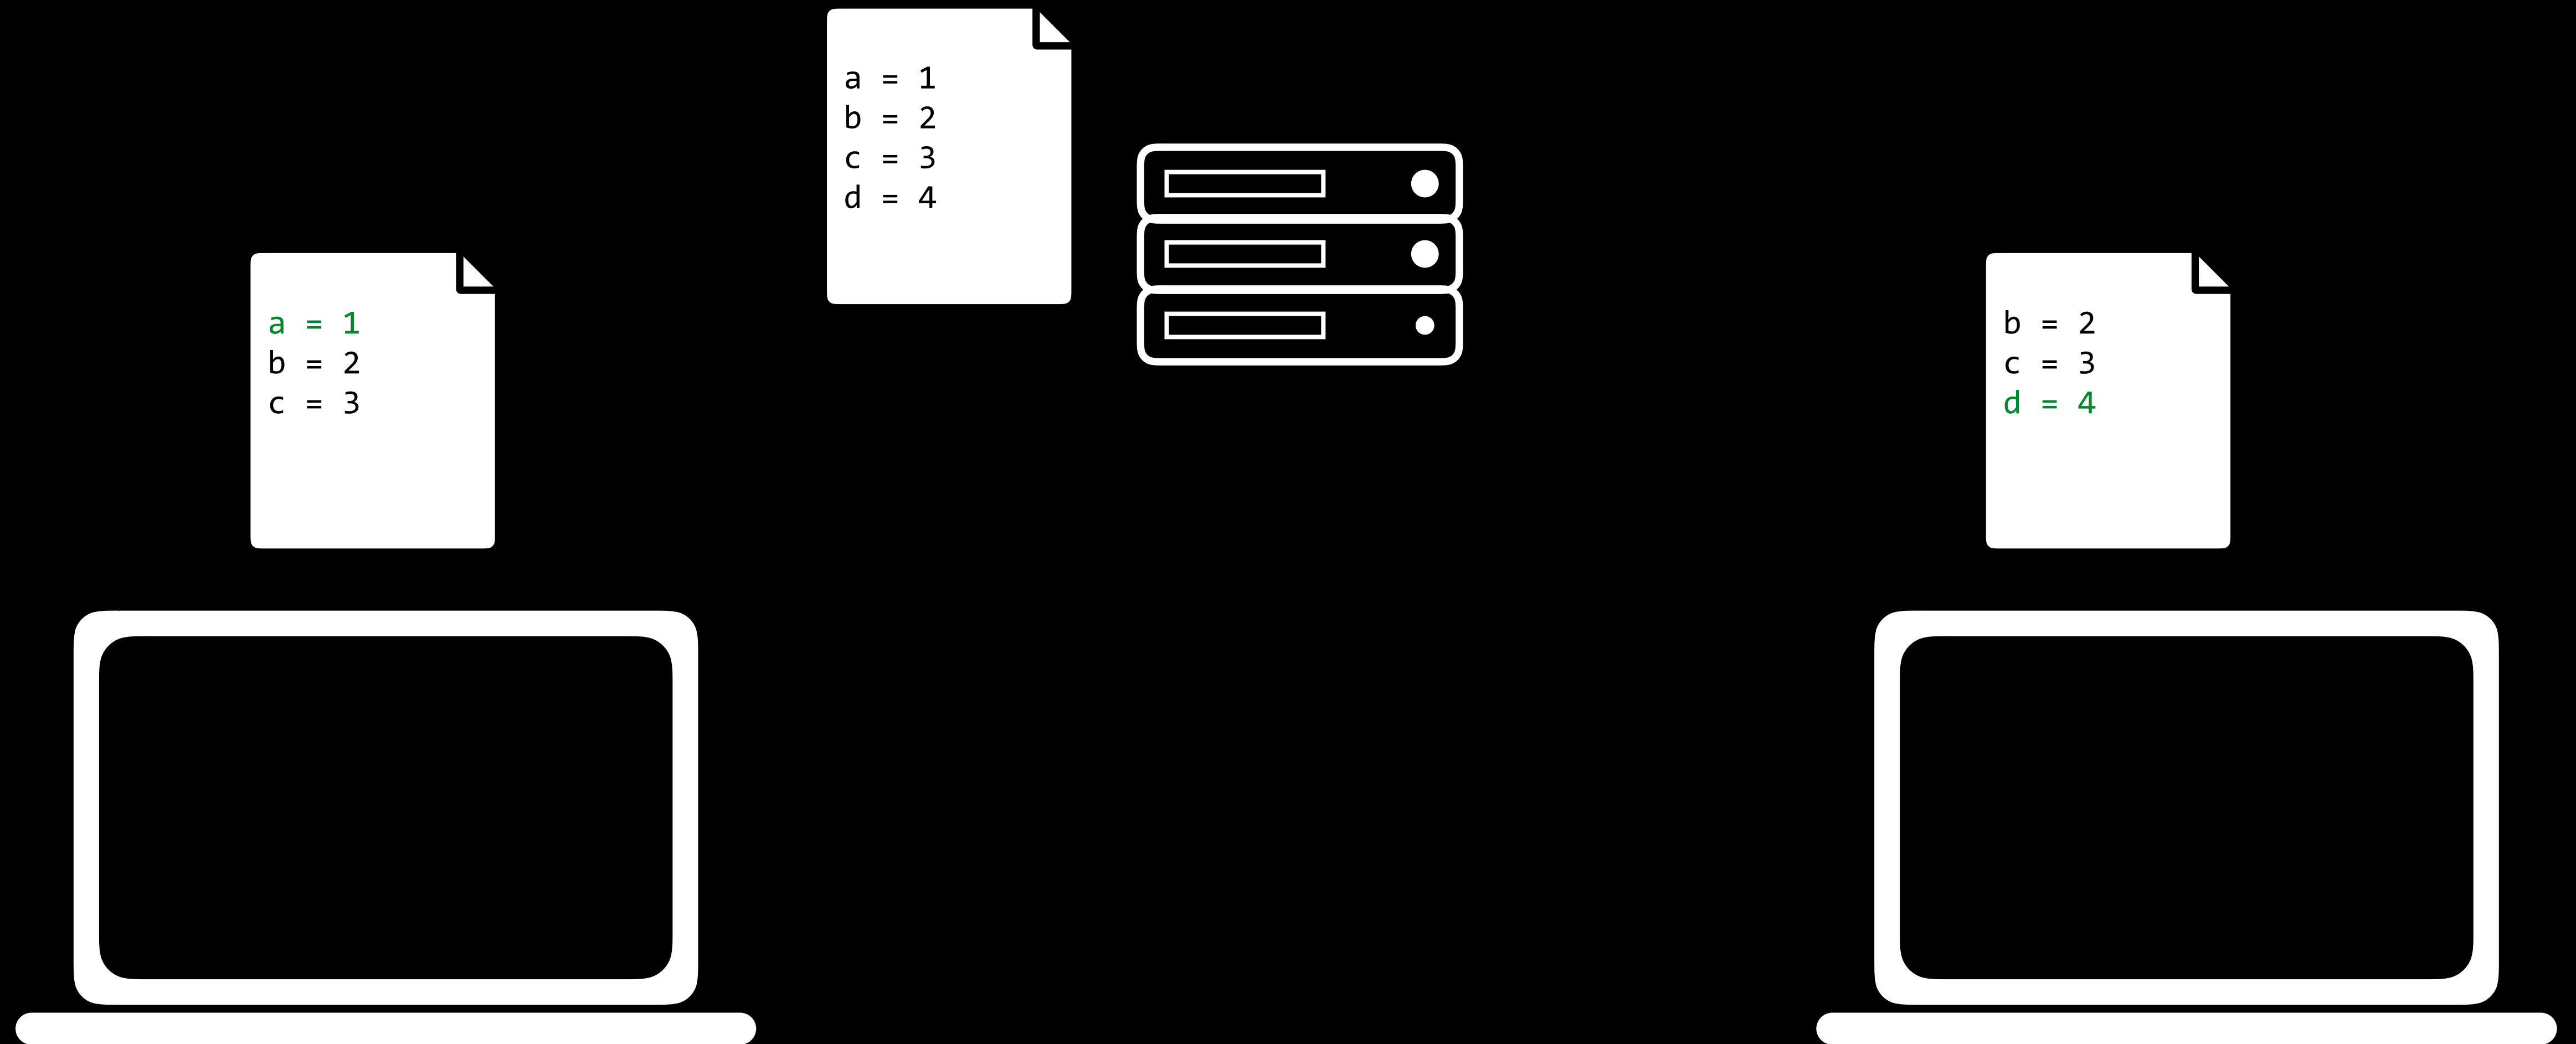 a = 1
b = 2
c = 3
d = 4
a = 1
b = 2
c = 3
b = 2
c = 3
d = 4